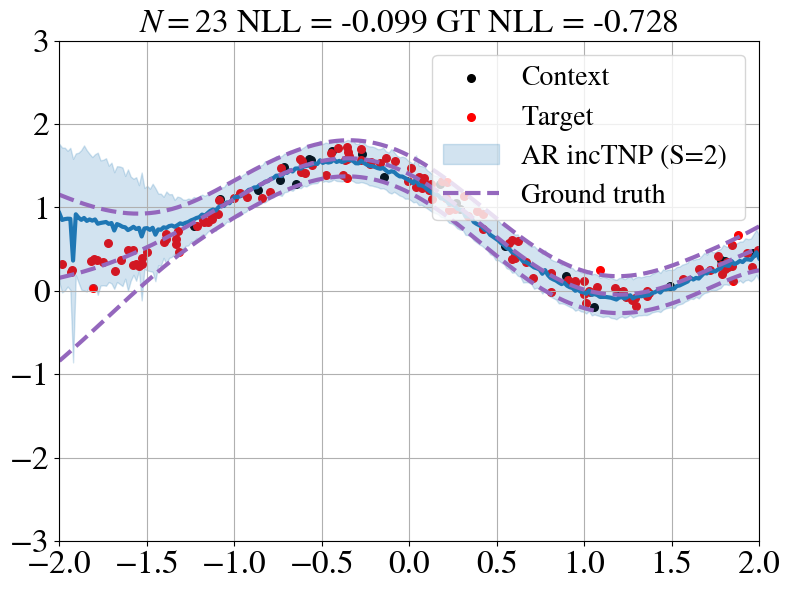 N = 23 NLL = -0.099 GT NLL = -0.728
3
2
1
0
−1
−2
−3
Context
Target
AR incTNP (S=2)
Ground truth
−2.0 −1.5 −1.0 −0.5 0.0 0.5 1.0 1.5 2.0